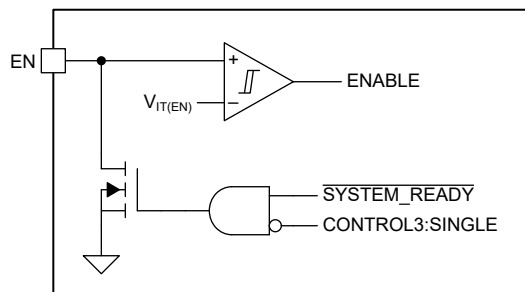 EN
+
ENABLE
V_IT(EN)
−
SYSTEM_READY
CONTROL3:SINGLE